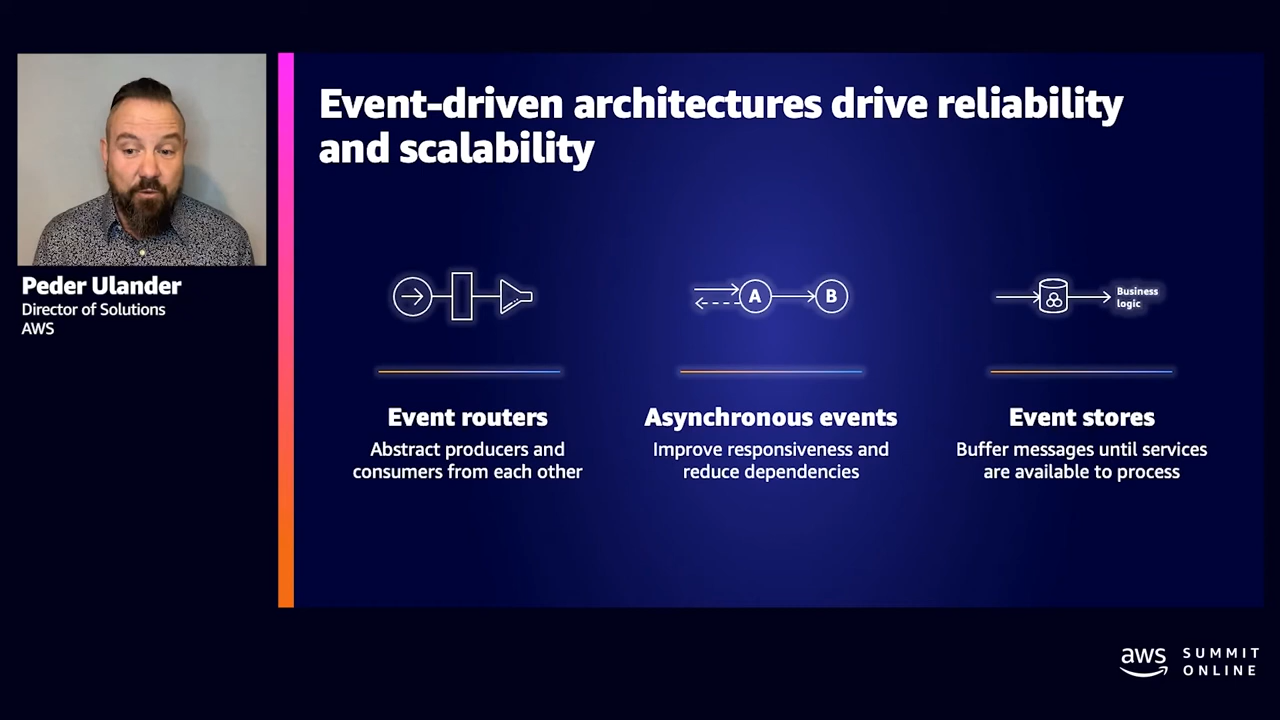 Event-driven architectures drive reliability
and scalability
Peder Ulander
Director of Solutions
AWS
A
B
Business
logic
Event routers
Abstract producers and
consumers from each other
Asynchronous events
Improve responsiveness and
reduce dependencies
Event stores
Buffer messages until services
are available to process
aws
SUMMIT
ONLINE